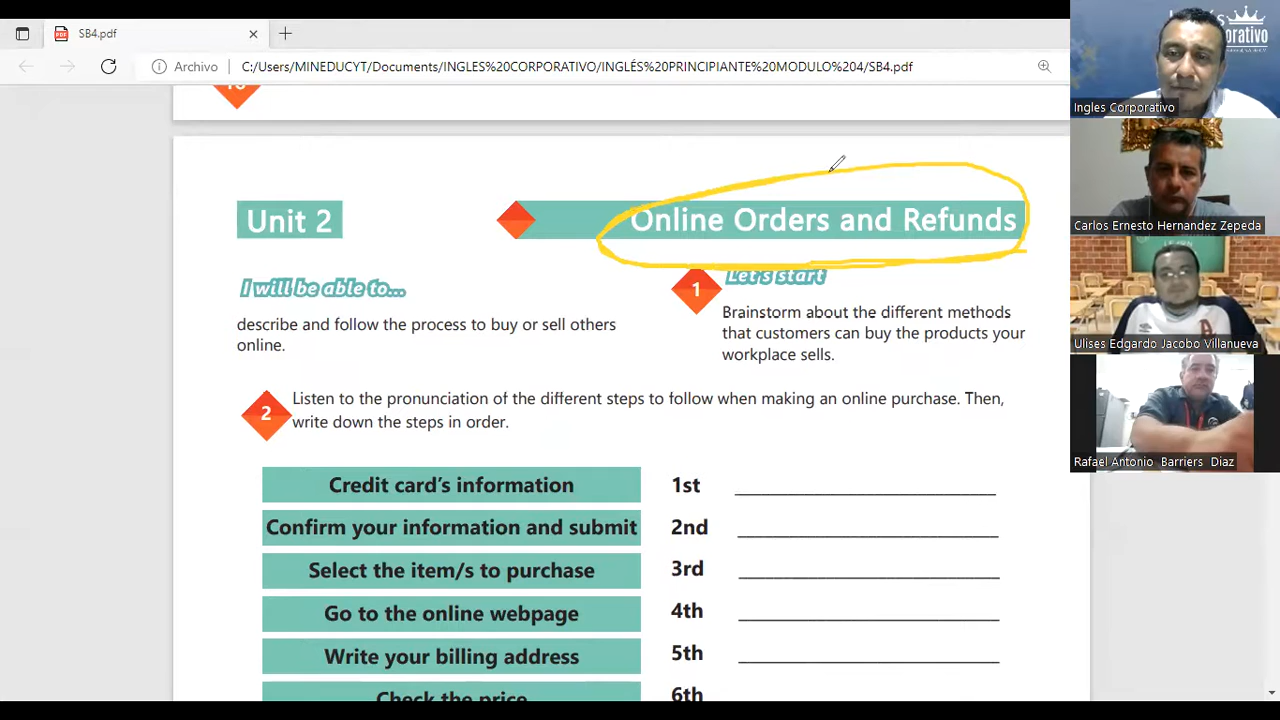 SB4.pdf
Archivo
C:/Users/MINEDUCYT/Documents/INGLES%20CORPORATIVO/INGLÉS%20PRINCIPIANTE%20MODULO%204/SB4.pdf
Unit 2
Online Orders and Refunds
I will be able to...
describe and follow the process to buy or sell others
online.
1
Let's start
Brainstorm about the different methods
that customers can buy the products your
workplace sells.
2
Listen to the pronunciation of the different steps to follow when making an online purchase. Then,
write down the steps in order.
Credit card's information
1st
Confirm your information and submit
2nd
Select the item/s to purchase
3rd
Go to the online webpage
4th
Write your billing address
5th
Check the price
6th
Ingles Corporativo
Carlos Ernesto Hernandez Zepeda
Ulises Edgardo Jacobo Villanueva
Rafael Antonio Barriers Diaz